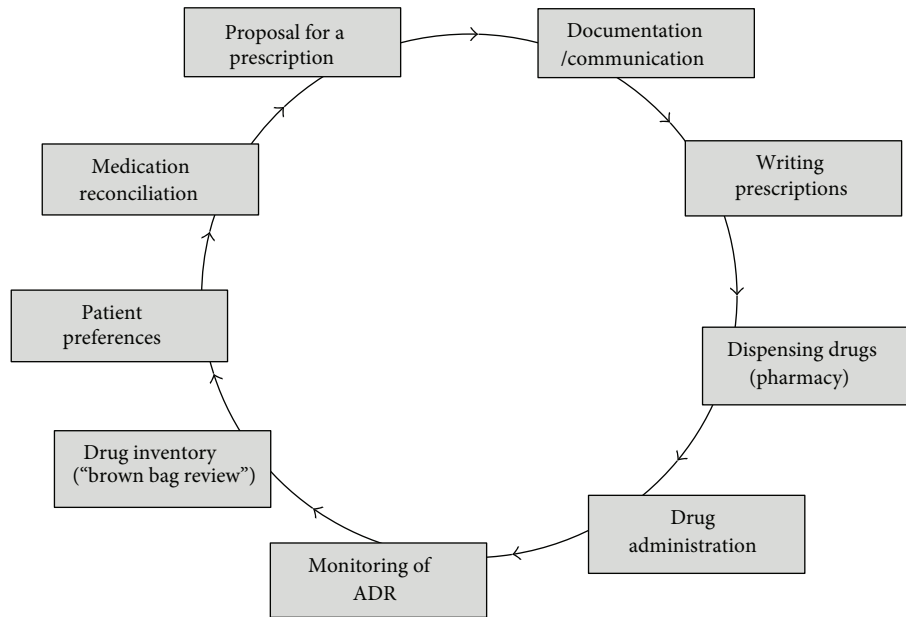 Proposal for a
prescription
Documentation
/communication
Writing
prescriptions
Dispensing drugs
(pharmacy)
Drug
administration
Monitoring of
ADR
Drug inventory
(“brown bag review”)
Patient
preferences
Medication
reconciliation